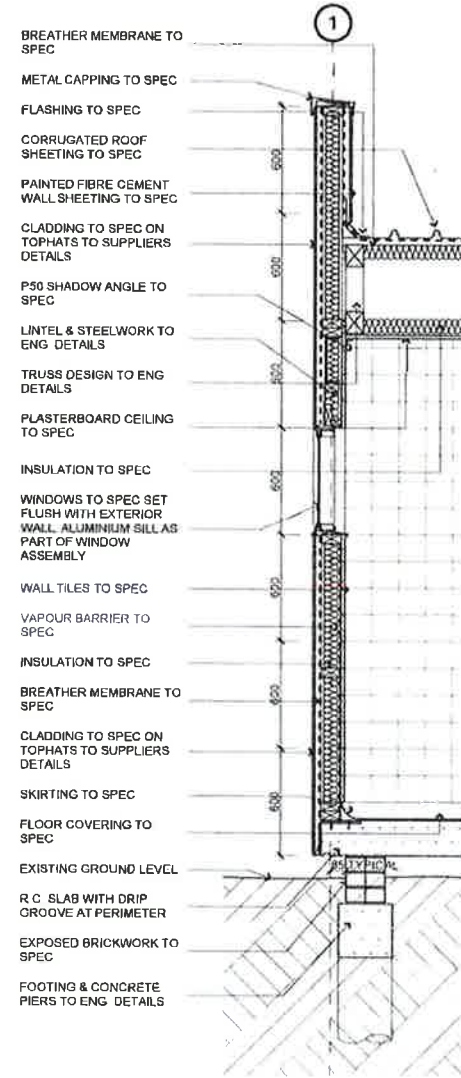 1
BREATHER MEMBRANE TO
SPEC
METAL CAPPING TO SPEC
FLASHING TO SPEC
CORRUGATED ROOF
SHEETING TO SPEC
PAINTED FIBRE CEMENT
WALL SHEETING TO SPEC
CLADDING TO SPEC ON
TOPHATS TO SUPPLIERS
DETAILS
P50 SHADOW ANGLE TO
SPEC
LINTEL & STEELWORK TO
ENG DETAILS
TRUSS DESIGN TO ENG
DETAILS
PLASTERBOARD CEILING
TO SPEC
INSULATION TO SPEC
WINDOWS TO SPEC SET
FLUSH WITH EXTERIOR
WALL ALUMINIUM SILL AS
PART OF WINDOW
ASSEMBLY
WALL TILES TO SPEC
VAPOUR BARRIER TO
SPEC
INSULATION TO SPEC
BREATHER MEMBRANE TO
SPEC
CLADDING TO SPEC ON
TOPHATS TO SUPPLIERS
DETAILS
SKIRTING TO SPEC
FLOOR COVERING TO
SPEC
EXISTING GROUND LEVEL
R C SLAB WITH DRIP
GROOVE AT PERIMETER
EXPOSED BRICKWORK TO
SPEC
FOOTING & CONCRETE
PIERS TO ENG DETAILS
600
600
600
600
600
600
600